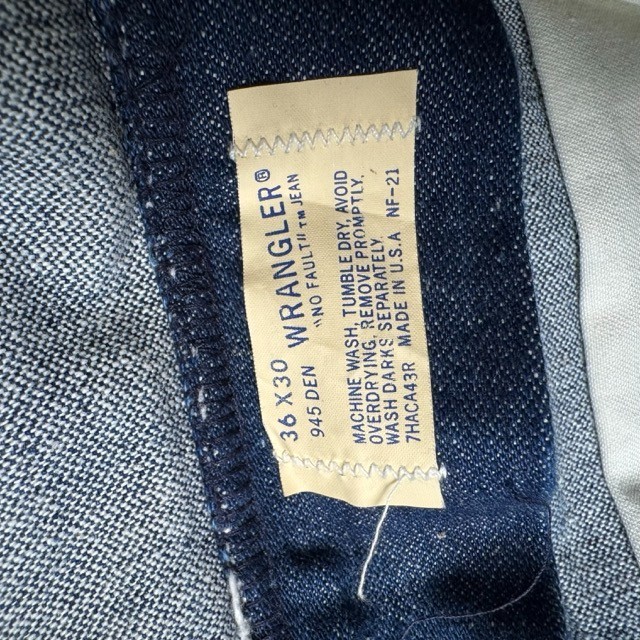 36 X 30 WRANGLER®
945 DEN "NO FAULT"™ JEAN
MACHINE WASH, TUMBLE DRY, AVOID
OVERDRYING, REMOVE PROMPTLY.
WASH DARKS SEPARATELY
7HACA43R MADE IN U.S.A NF-21